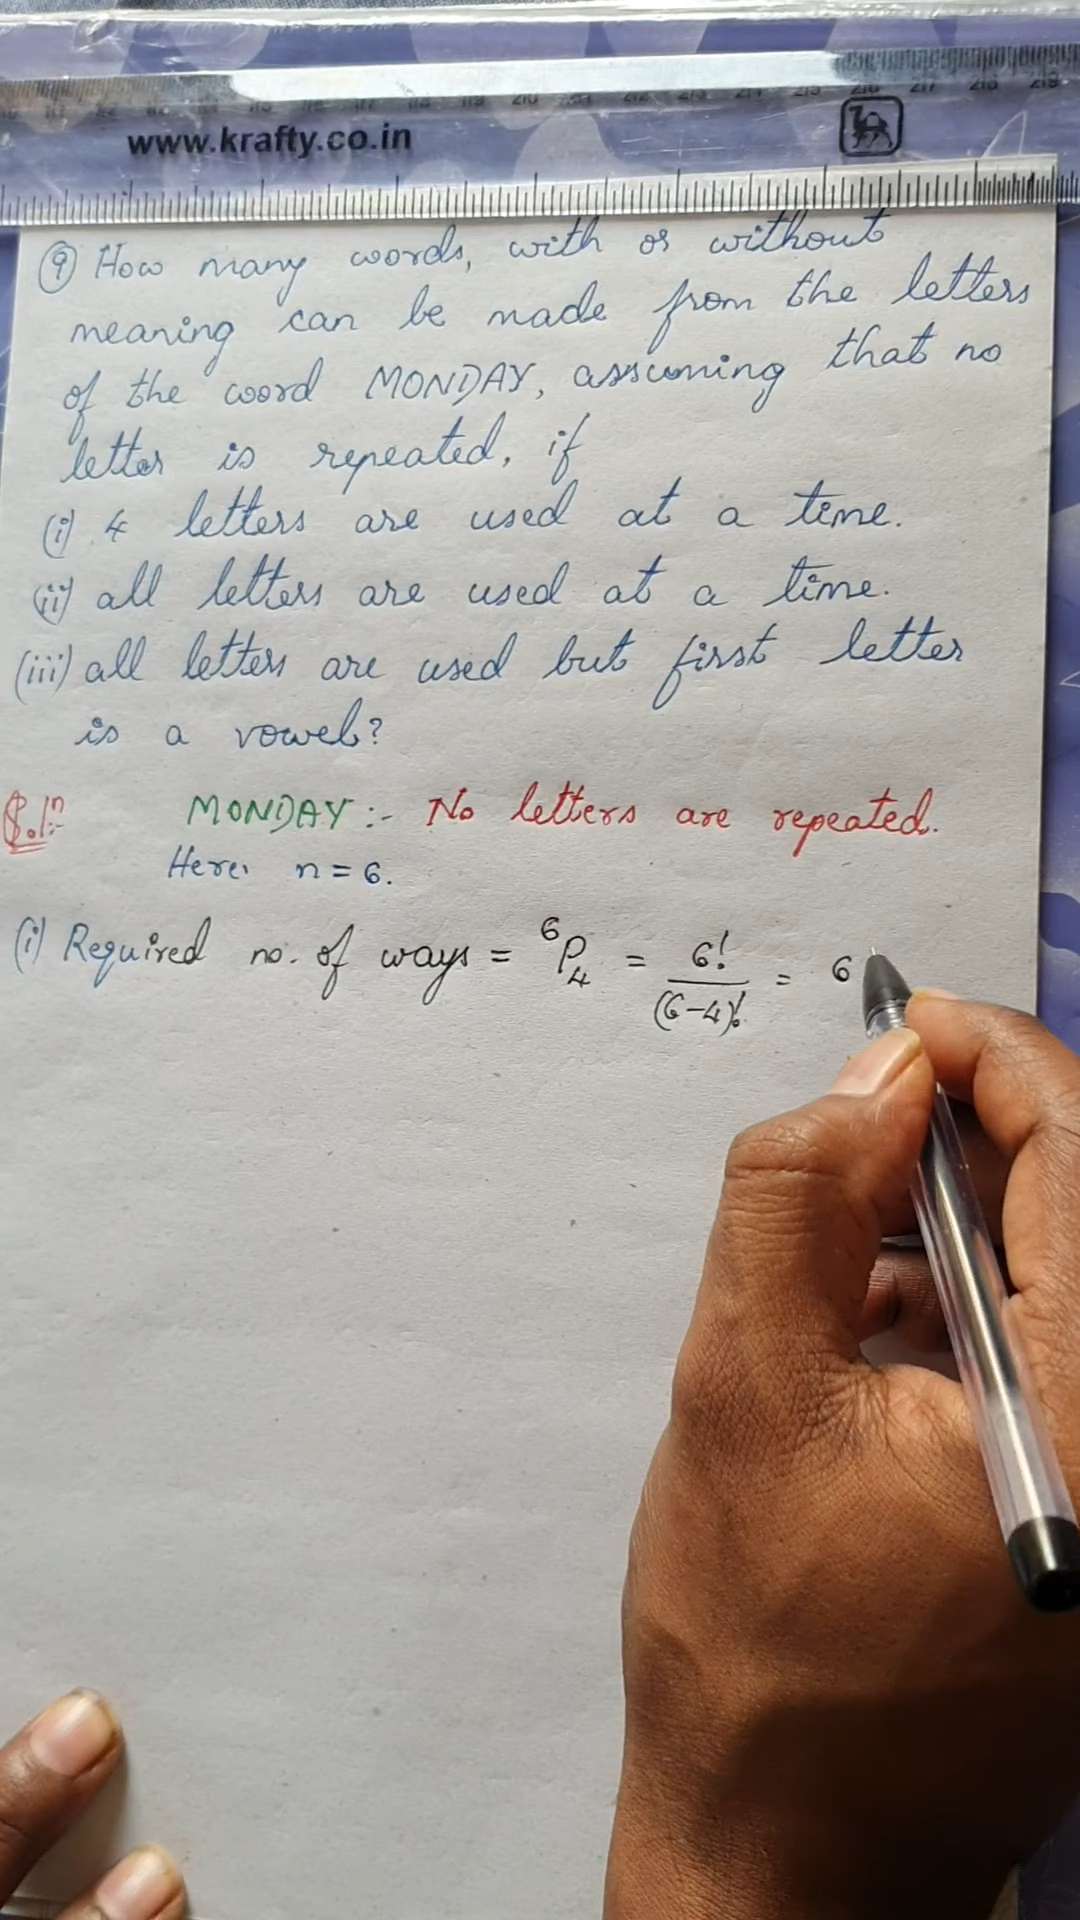 www.krafty.co.in
(9) How many words, with or without
meaning can be made from the letters
of the word MONDAY, assuming that no
letter is repeated, if
(i) 4 letters are used at a time.
(ii) all letters are used at a time.
(iii) all letters are used but first letter
is a vowel?
Sol:- MONDAY :- No letters are repeated.
Here, n = 6.
(i) Required no. of ways = ⁶P₄ = 6!/(6-4)! = 6